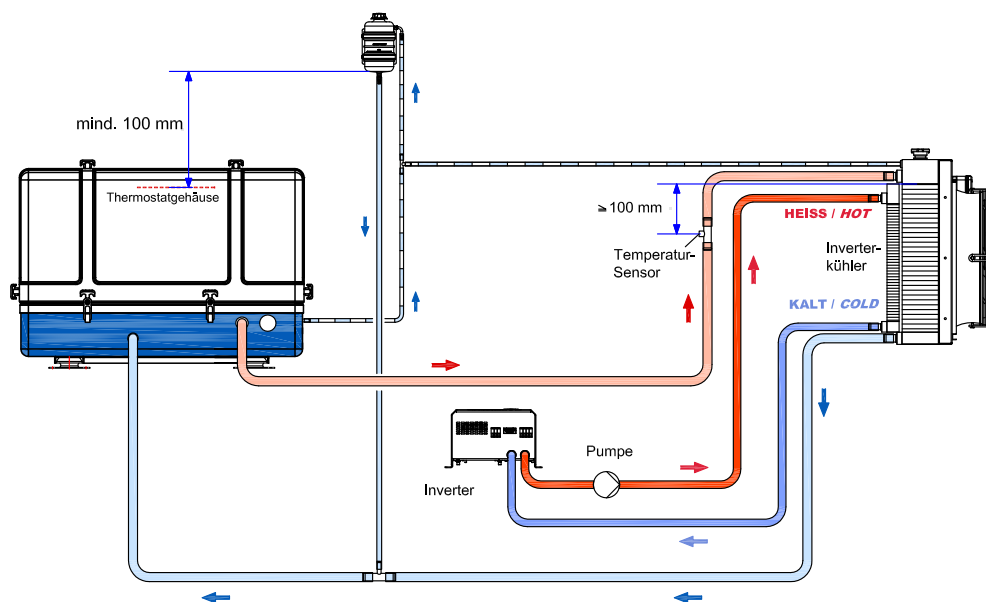 mind. 100 mm
Thermostatgehäuse
≥ 100 mm
HEISS / HOT
Temperatur-
Sensor
Inverter-
kühler
KALT / COLD
Pumpe
Inverter